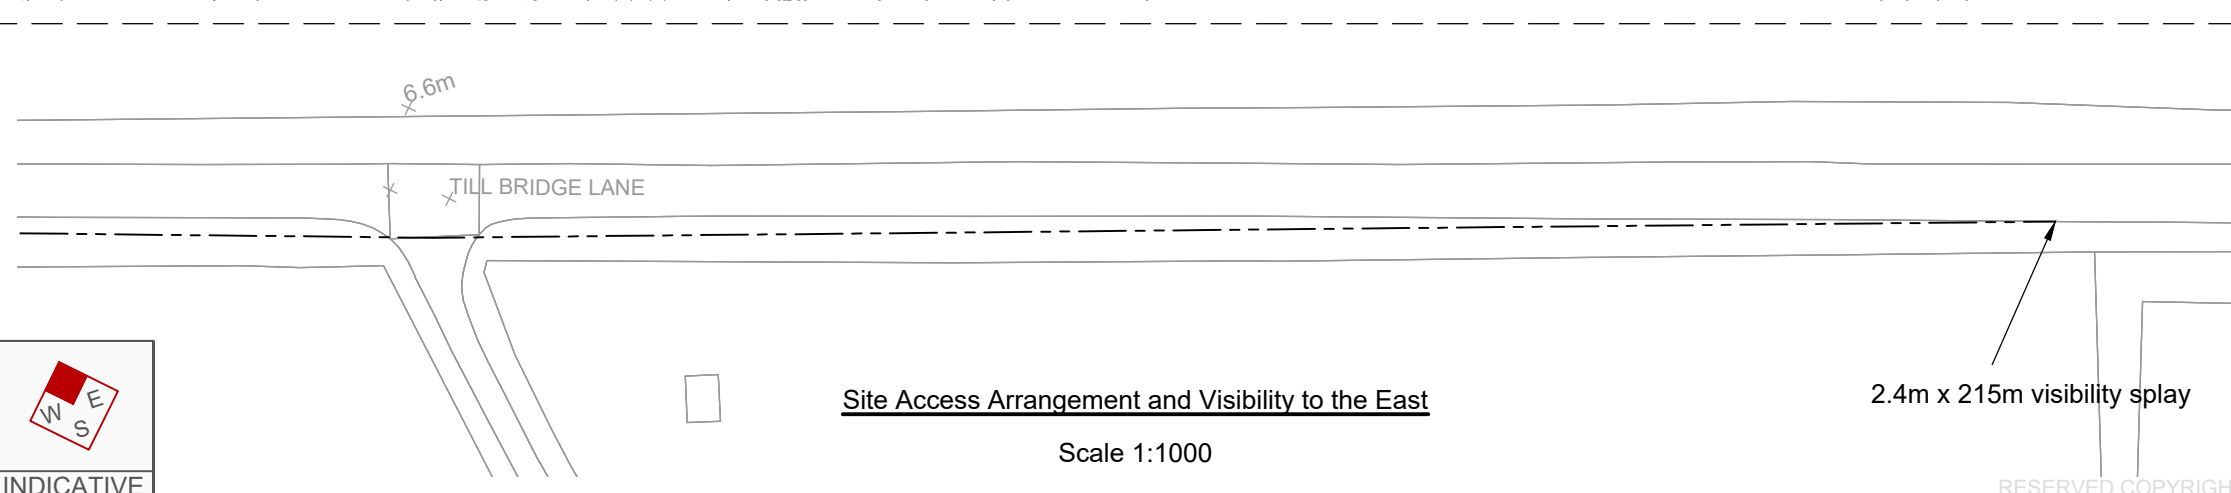 6.6m
TILL BRIDGE LANE
W E S
INDICATIVE
Site Access Arrangement and Visibility to the East
Scale 1:1000
2.4m x 215m visibility splay
RESERVED COPYRIGH